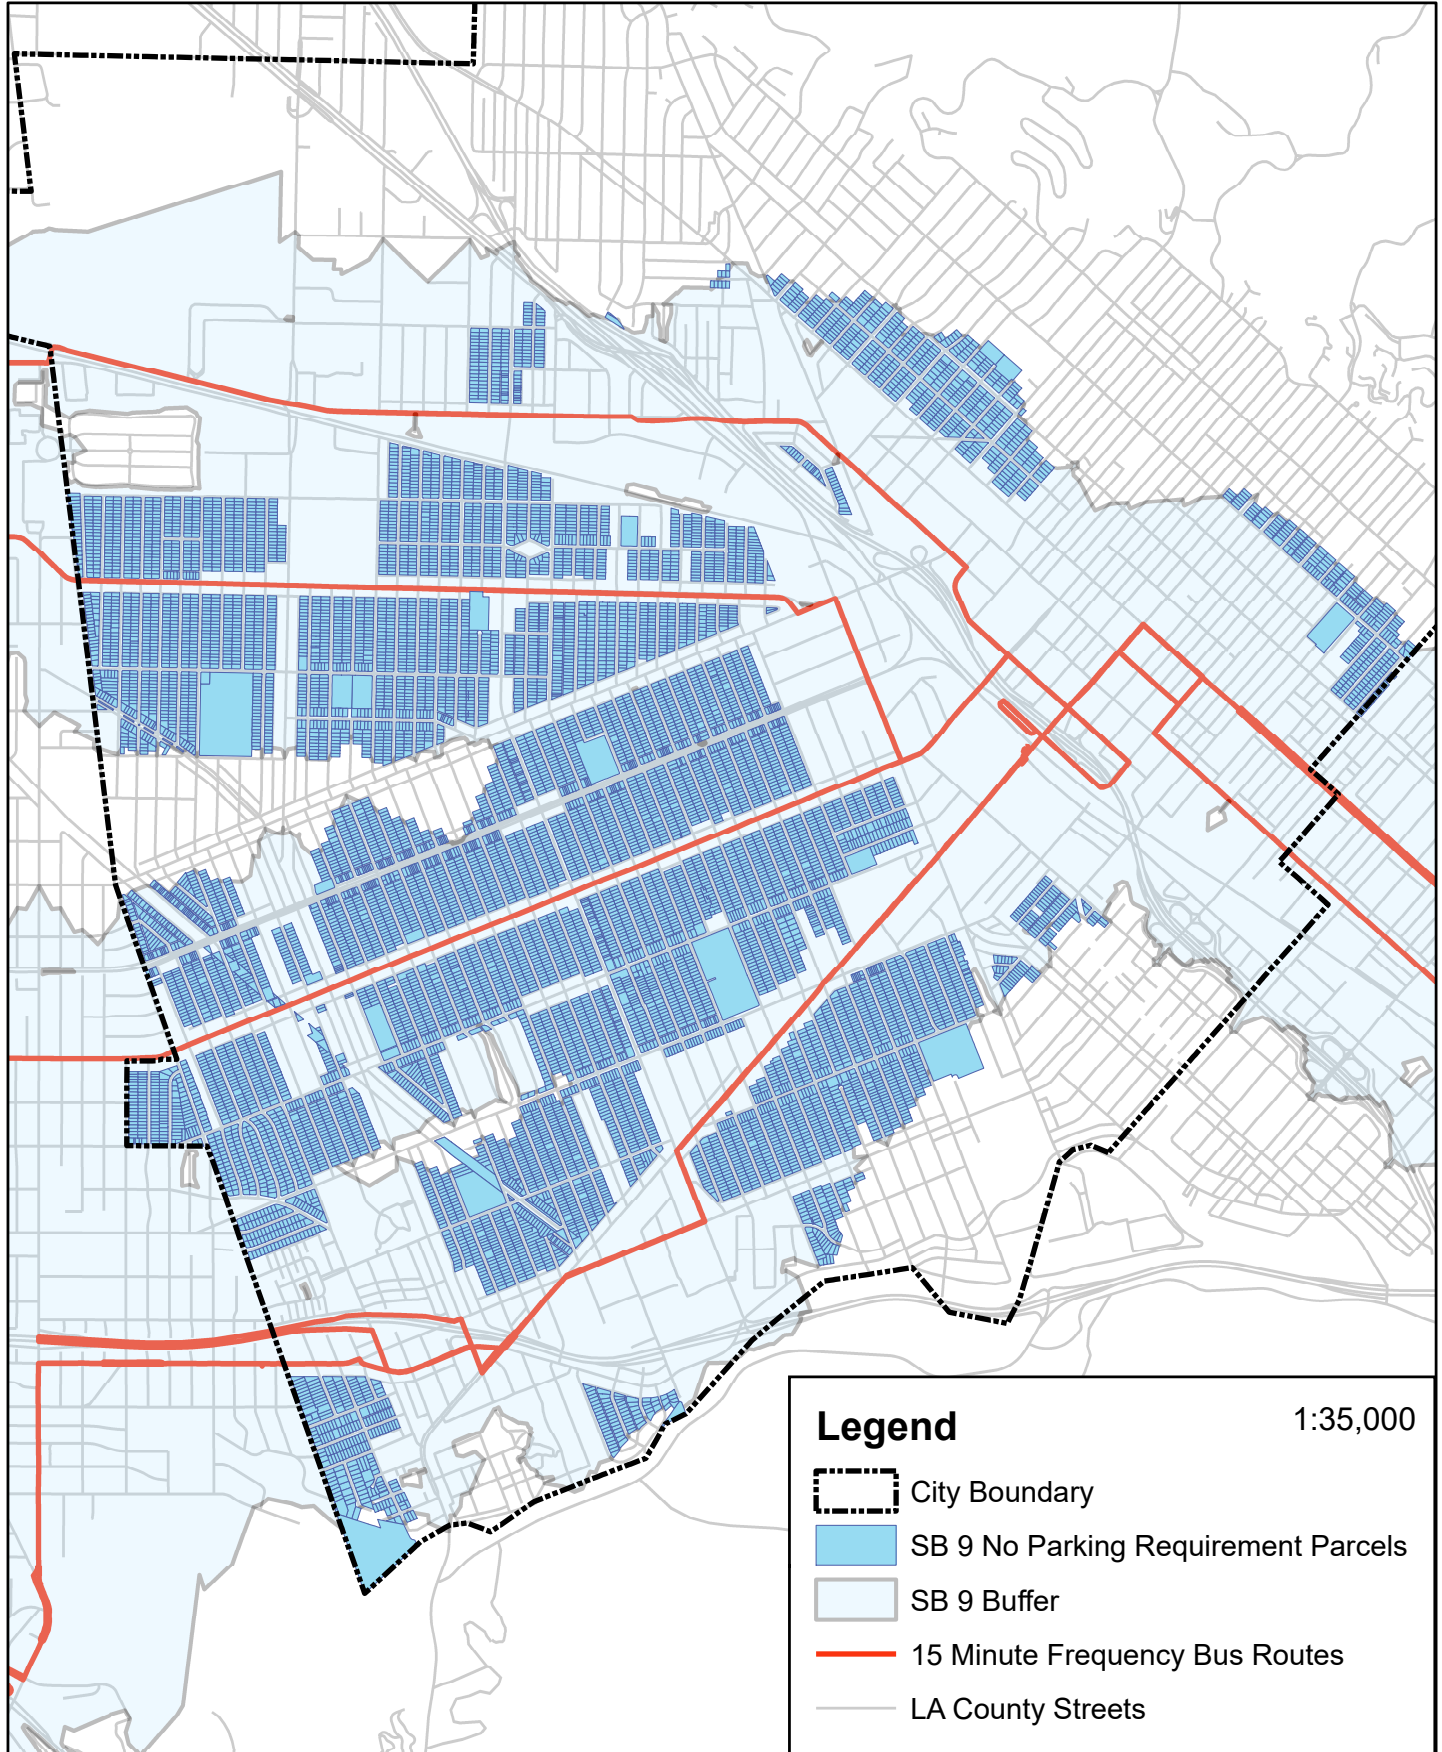 Legend
1:35,000
City Boundary
SB 9 No Parking Requirement Parcels
SB 9 Buffer
15 Minute Frequency Bus Routes
LA County Streets